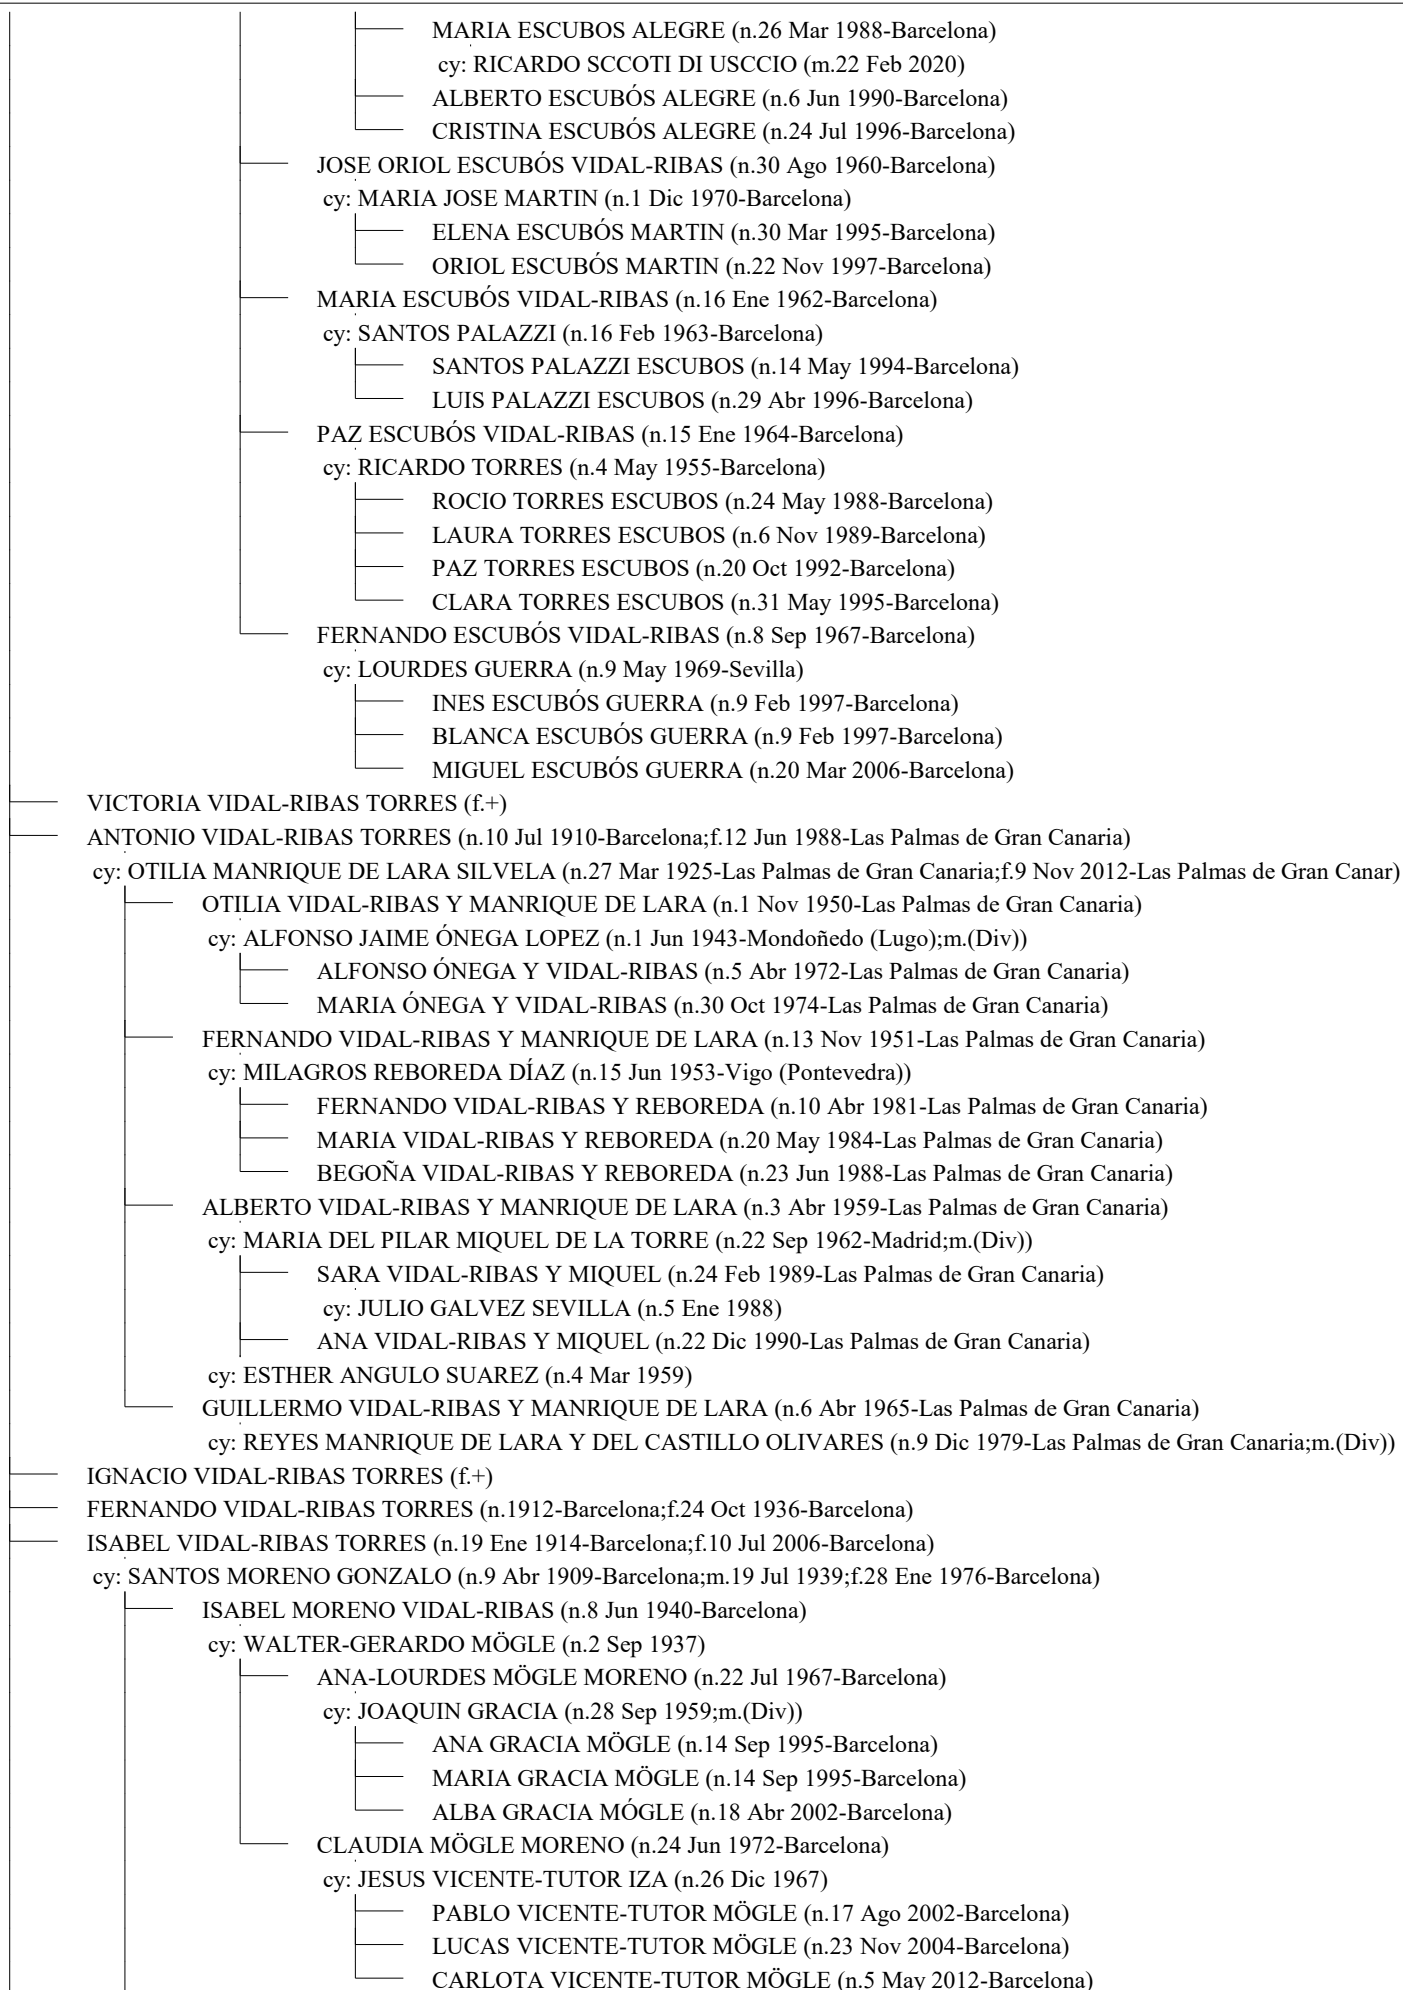 MARIA ESCUBOS ALEGRE (n.26 Mar 1988-Barcelona)
cy: RICARDO SCCOTI DI USCCIO (m.22 Feb 2020)
ALBERTO ESCUBÓS ALEGRE (n.6 Jun 1990-Barcelona)
CRISTINA ESCUBÓS ALEGRE (n.24 Jul 1996-Barcelona)
JOSE ORIOL ESCUBÓS VIDAL-RIBAS (n.30 Ago 1960-Barcelona)
cy: MARIA JOSE MARTIN (n.1 Dic 1970-Barcelona)
ELENA ESCUBÓS MARTIN (n.30 Mar 1995-Barcelona)
ORIOL ESCUBÓS MARTIN (n.22 Nov 1997-Barcelona)
MARIA ESCUBÓS VIDAL-RIBAS (n.16 Ene 1962-Barcelona)
cy: SANTOS PALAZZI (n.16 Feb 1963-Barcelona)
SANTOS PALAZZI ESCUBOS (n.14 May 1994-Barcelona)
LUIS PALAZZI ESCUBOS (n.29 Abr 1996-Barcelona)
PAZ ESCUBÓS VIDAL-RIBAS (n.15 Ene 1964-Barcelona)
cy: RICARDO TORRES (n.4 May 1955-Barcelona)
ROCIO TORRES ESCUBOS (n.24 May 1988-Barcelona)
LAURA TORRES ESCUBOS (n.6 Nov 1989-Barcelona)
PAZ TORRES ESCUBOS (n.20 Oct 1992-Barcelona)
CLARA TORRES ESCUBOS (n.31 May 1995-Barcelona)
FERNANDO ESCUBÓS VIDAL-RIBAS (n.8 Sep 1967-Barcelona)
cy: LOURDES GUERRA (n.9 May 1969-Sevilla)
INES ESCUBÓS GUERRA (n.9 Feb 1997-Barcelona)
BLANCA ESCUBÓS GUERRA (n.9 Feb 1997-Barcelona)
MIGUEL ESCUBÓS GUERRA (n.20 Mar 2006-Barcelona)
VICTORIA VIDAL-RIBAS TORRES (f.+)
ANTONIO VIDAL-RIBAS TORRES (n.10 Jul 1910-Barcelona;f.12 Jun 1988-Las Palmas de Gran Canaria)
cy: OTILIA MANRIQUE DE LARA SILVELA (n.27 Mar 1925-Las Palmas de Gran Canaria;f.9 Nov 2012-Las Palmas de Gran Canar)
OTILIA VIDAL-RIBAS Y MANRIQUE DE LARA (n.1 Nov 1950-Las Palmas de Gran Canaria)
cy: ALFONSO JAIME ÓNEGA LOPEZ (n.1 Jun 1943-Mondoñedo (Lugo);m.(Div))
ALFONSO ÓNEGA Y VIDAL-RIBAS (n.5 Abr 1972-Las Palmas de Gran Canaria)
MARIA ÓNEGA Y VIDAL-RIBAS (n.30 Oct 1974-Las Palmas de Gran Canaria)
FERNANDO VIDAL-RIBAS Y MANRIQUE DE LARA (n.13 Nov 1951-Las Palmas de Gran Canaria)
cy: MILAGROS REBOREDA DÍAZ (n.15 Jun 1953-Vigo (Pontevedra))
FERNANDO VIDAL-RIBAS Y REBOREDA (n.10 Abr 1981-Las Palmas de Gran Canaria)
MARIA VIDAL-RIBAS Y REBOREDA (n.20 May 1984-Las Palmas de Gran Canaria)
BEGOÑA VIDAL-RIBAS Y REBOREDA (n.23 Jun 1988-Las Palmas de Gran Canaria)
ALBERTO VIDAL-RIBAS Y MANRIQUE DE LARA (n.3 Abr 1959-Las Palmas de Gran Canaria)
cy: MARIA DEL PILAR MIQUEL DE LA TORRE (n.22 Sep 1962-Madrid;m.(Div))
SARA VIDAL-RIBAS Y MIQUEL (n.24 Feb 1989-Las Palmas de Gran Canaria)
cy: JULIO GALVEZ SEVILLA (n.5 Ene 1988)
ANA VIDAL-RIBAS Y MIQUEL (n.22 Dic 1990-Las Palmas de Gran Canaria)
cy: ESTHER ANGULO SUAREZ (n.4 Mar 1959)
GUILLERMO VIDAL-RIBAS Y MANRIQUE DE LARA (n.6 Abr 1965-Las Palmas de Gran Canaria)
cy: REYES MANRIQUE DE LARA Y DEL CASTILLO OLIVARES (n.9 Dic 1979-Las Palmas de Gran Canaria;m.(Div))
IGNACIO VIDAL-RIBAS TORRES (f.+)
FERNANDO VIDAL-RIBAS TORRES (n.1912-Barcelona;f.24 Oct 1936-Barcelona)
ISABEL VIDAL-RIBAS TORRES (n.19 Ene 1914-Barcelona;f.10 Jul 2006-Barcelona)
cy: SANTOS MORENO GONZALO (n.9 Abr 1909-Barcelona;m.19 Jul 1939;f.28 Ene 1976-Barcelona)
ISABEL MORENO VIDAL-RIBAS (n.8 Jun 1940-Barcelona)
cy: WALTER-GERARDO MÖGLE (n.2 Sep 1937)
ANA-LOURDES MÖGLE MORENO (n.22 Jul 1967-Barcelona)
cy: JOAQUIN GRACIA (n.28 Sep 1959;m.(Div))
ANA GRACIA MÖGLE (n.14 Sep 1995-Barcelona)
MARIA GRACIA MÖGLE (n.14 Sep 1995-Barcelona)
ALBA GRACIA MÓGLE (n.18 Abr 2002-Barcelona)
CLAUDIA MÖGLE MORENO (n.24 Jun 1972-Barcelona)
cy: JESUS VICENTE-TUTOR IZA (n.26 Dic 1967)
PABLO VICENTE-TUTOR MÖGLE (n.17 Ago 2002-Barcelona)
LUCAS VICENTE-TUTOR MÖGLE (n.23 Nov 2004-Barcelona)
CARLOTA VICENTE-TUTOR MÖGLE (n.5 May 2012-Barcelona)